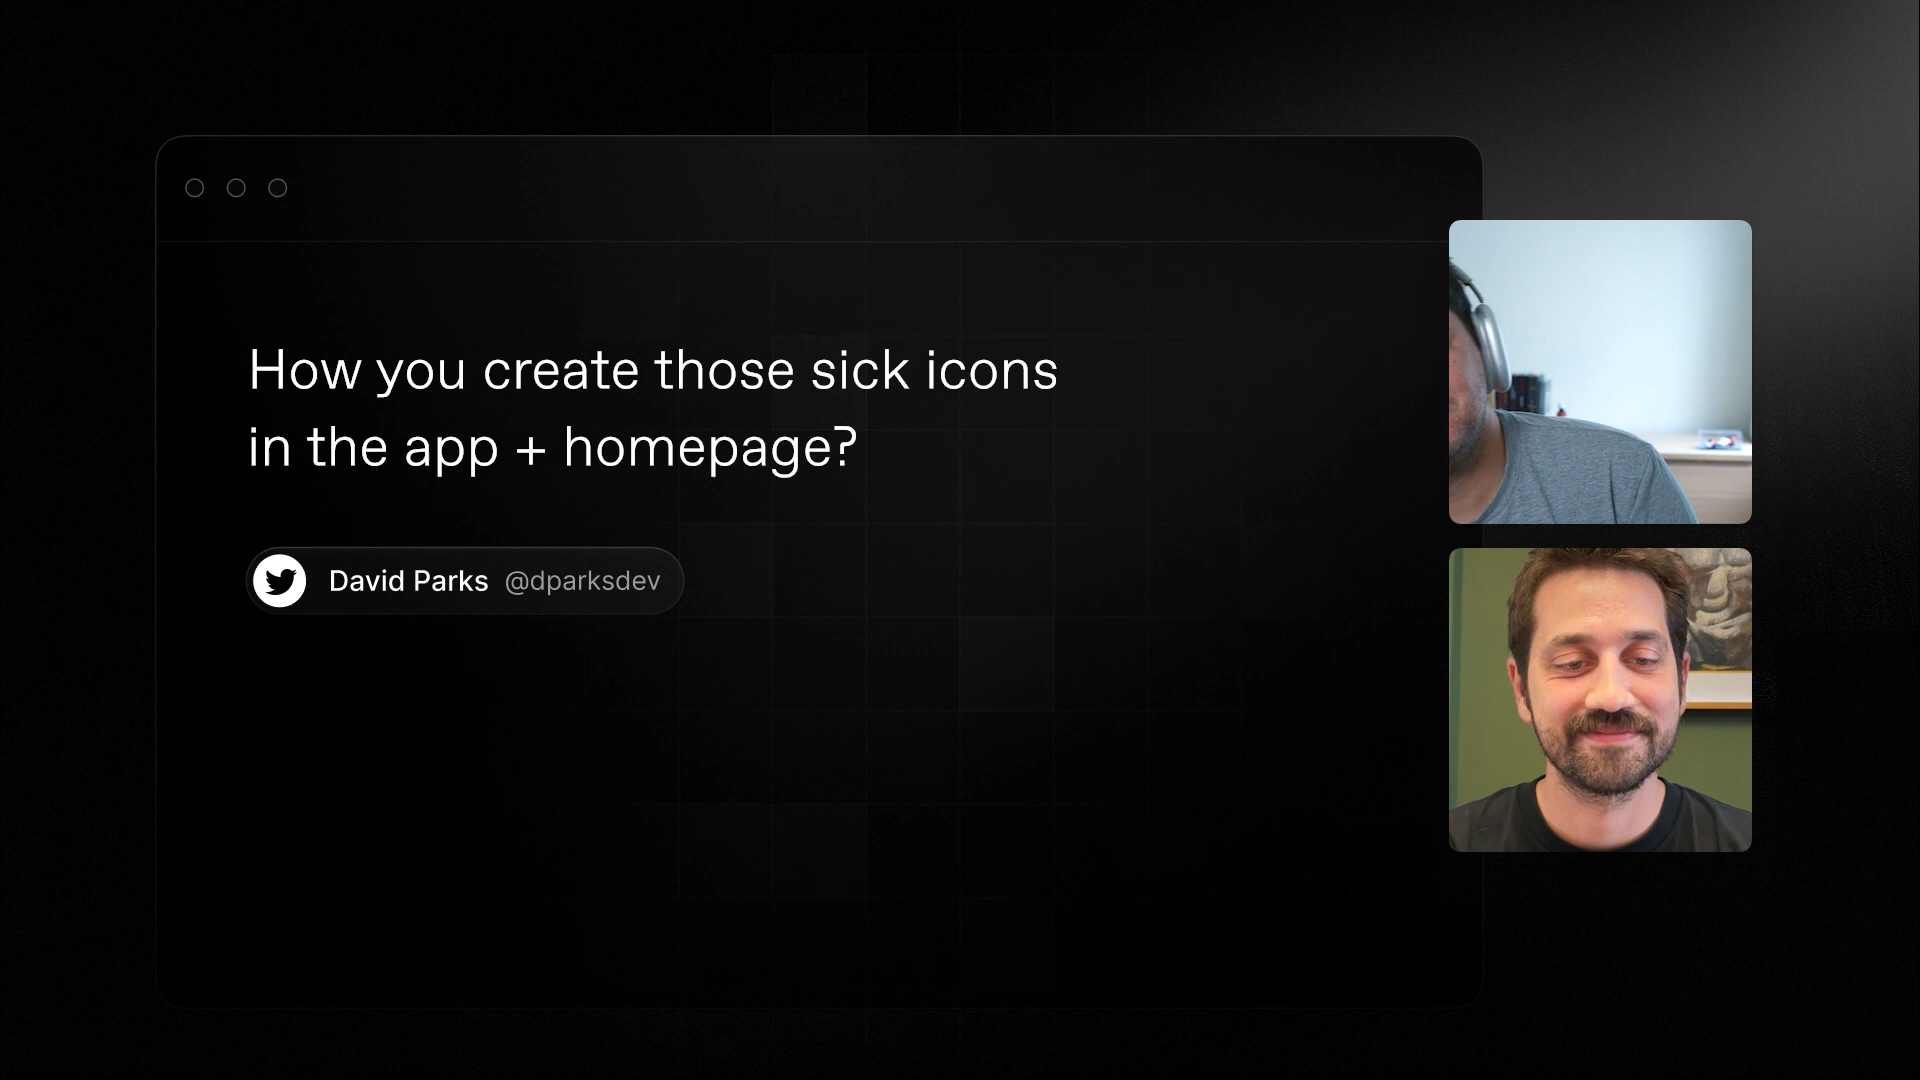 How you create those sick icons
in the app + homepage?
David Parks @dparksdev